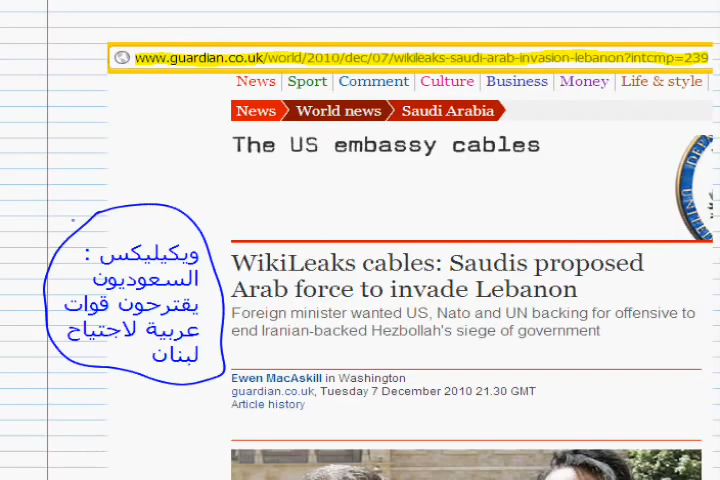 www.guardian.co.uk/world/2010/dec/07/wikileaks-saudi-arab-invasion-lebanon?intcmp=239
News | Sport | Comment | Culture | Business | Money | Life & style
News World news Saudi Arabia
The US embassy cables
WikiLeaks cables: Saudis proposed
Arab force to invade Lebanon
Foreign minister wanted US, Nato and UN backing for offensive to
end Iranian-backed Hezbollah's siege of government
Ewen MacAskill in Washington
guardian.co.uk, Tuesday 7 December 2010 21.30 GMT
Article history
ويكيليكس :
السعوديون
يقترحون قوات
عربية لاجتياح
لبنان